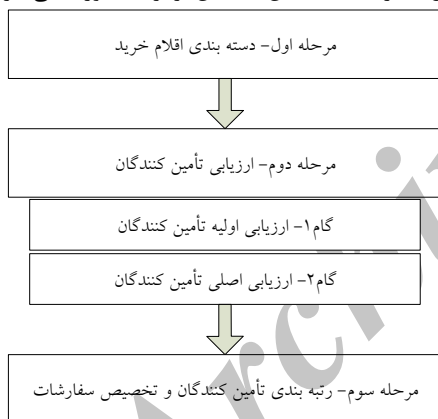 مرحله اول- دسته بندی اقلام خرید
مرحله دوم- ارزیابی تأمین کنندگان
گام۱- ارزیابی اولیه تأمین کنندگان
گام۲- ارزیابی اصلی تأمین کنندگان
مرحله سوم- رتبه بندی تأمین کنندگان و تخصیص سفارشات